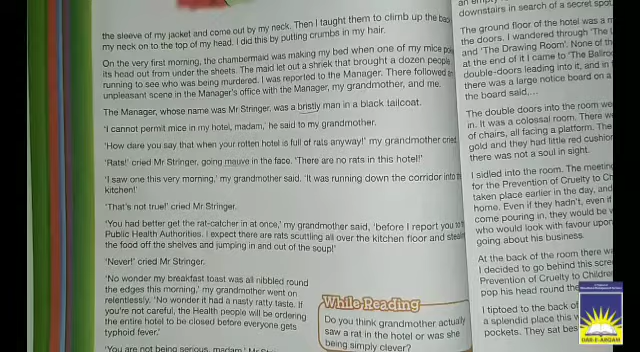 the sleeve of my jacket and come out by my neck. Then I taught them to climb up the back
my neck on to the top of my head. I did this by putting crumbs in my hair.
On the very first morning, the chambermaid was making my bed when one of my mice
its head out from under the sheets. The maid let out a shriek that brought a dozen people
running to see who was being murdered. I was reported to the Manager. There followed
unpleasant scene in the Manager's office with the Manager, my grandmother, and me.
The Manager, whose name was Mr Stringer, was a bristly man in a black tailcoat.
'I cannot permit mice in my hotel, madam,' he said to my grandmother.
'How dare you say that when your rotten hotel is full of rats anyway!' my grandmother cried
'Rats!' cried Mr Stringer, going mauve in the face. 'There are no rats in this hotel!'
'I saw one this very morning,' my grandmother said. 'It was running down the corridor into
kitchen!'
'That's not true!' cried Mr Stringer.
'You had better get the rat-catcher in at once,' my grandmother said, 'before I report you to
Public Health Authorities. I expect there are rats scuttling all over the kitchen floor and
the food off the shelves and jumping in and out of the soup!'
'Never!' cried Mr Stringer.
'No wonder my breakfast toast was all nibbled round
the edges this morning,' my grandmother went on
relentlessly. 'No wonder it had a nasty ratty taste. If
you're not careful, the Health people will be ordering
the entire hotel to be closed before everyone gets
typhoid fever.'
'You are not being serious, madam,'
While Reading
Do you think grandmother actually
saw a rat in the hotel or was she
being simply clever?
an empty
downstairs in search of a secret spot
The ground floor of the hotel was a
the doors. I wandered through 'The
and 'The Drawing Room'. None of
at the end of it I came to 'The
double-doors leading into it, and in
there was a large notice board on a
the board said,...
The double doors into the room
in. It was a colossal room. There
of chairs, all facing a platform. The
gold and they had little red
there was not a soul in sight.
I sidled into the room. The meeting
for the Prevention of Cruelty to
taken place earlier in the day, and
home. Even if they hadn't, even if
come pouring in, they would be
who would look with favour upon
going about his business.
At the back of the room there
I decided to go behind this
Prevention of Cruelty to
pop his head round the
I tiptoed to the back of
a splendid place this
pockets. They sat
DAR-E-ARQAM